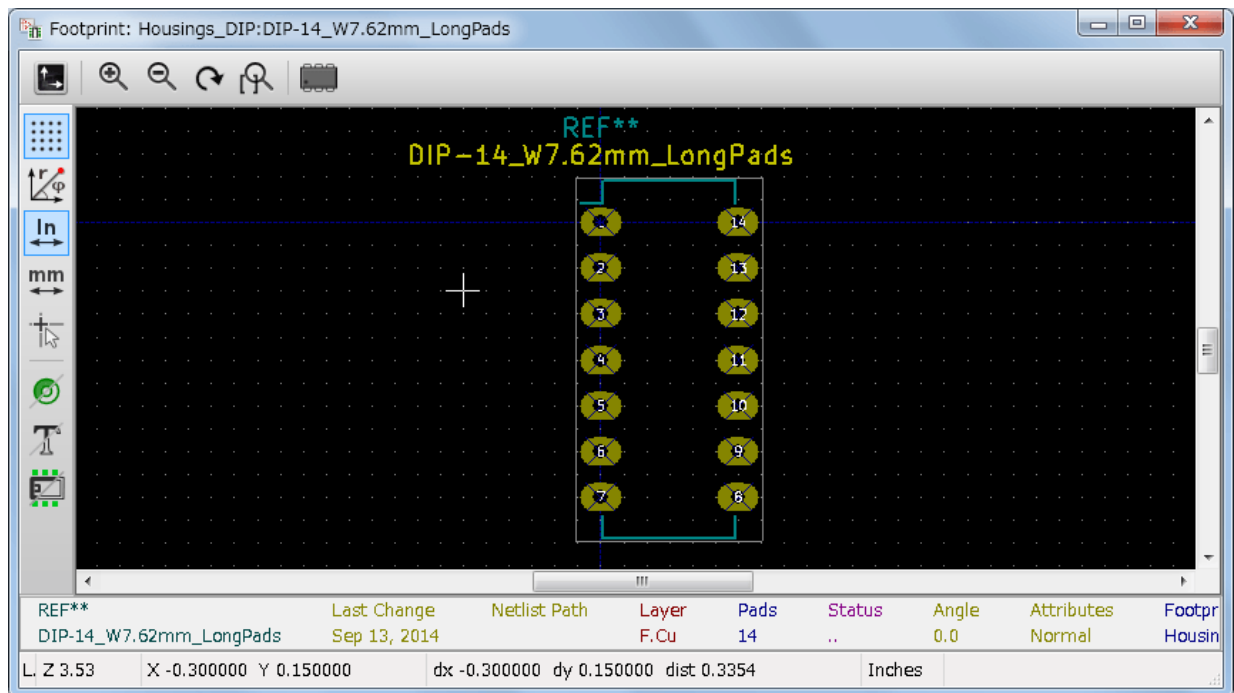 Footprint: Housings_DIP:DIP-14_W7.62mm_LongPads
In
mm
REF**
DIP-14_W7.62mm_LongPads
1 14
2 13
3 12
4 11
5 10
6 9
7 8
REF** Last Change Netlist Path Layer Pads Status Angle Attributes Footpr
DIP-14_W7.62mm_LongPads Sep 13, 2014 F.Cu 14 .. 0.0 Normal Housin
L. Z 3.53 X -0.300000 Y 0.150000 dx -0.300000 dy 0.150000 dist 0.3354 Inches